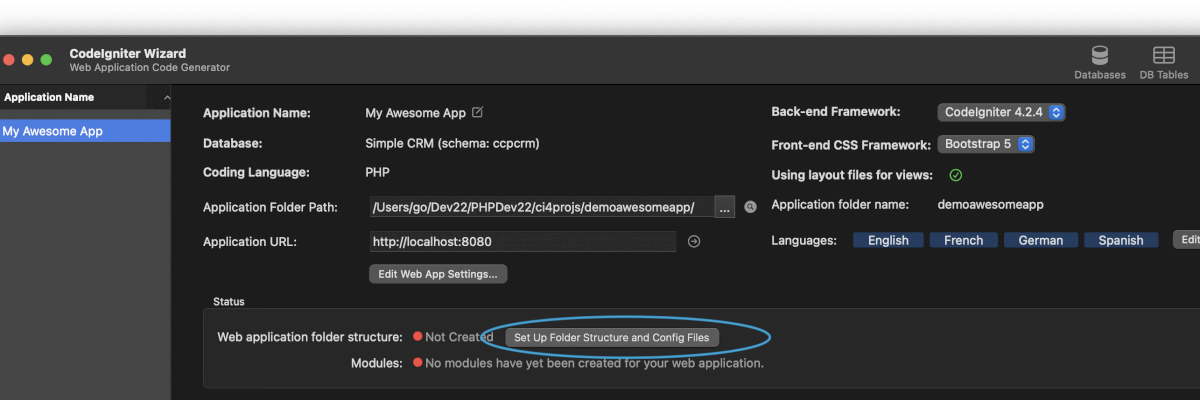 CodeIgniter Wizard
Web Application Code Generator
Databases
DB Tables
Application Name
My Awesome App
Application Name: My Awesome App
Database: Simple CRM (schema: ccpcrm)
Coding Language: PHP
Application Folder Path: /Users/go/Dev22/PHPDev22/ci4projs/demoawesomeapp/ ...
Application URL: http://localhost:8080
Edit Web App Settings...
Back-end Framework: CodeIgniter 4.2.4
Front-end CSS Framework: Bootstrap 5
Using layout files for views:
Application folder name: demoawesomeapp
Languages: English French German Spanish Edit
Status
Web application folder structure: Not Created Set Up Folder Structure and Config Files
Modules: No modules have yet been created for your web application.